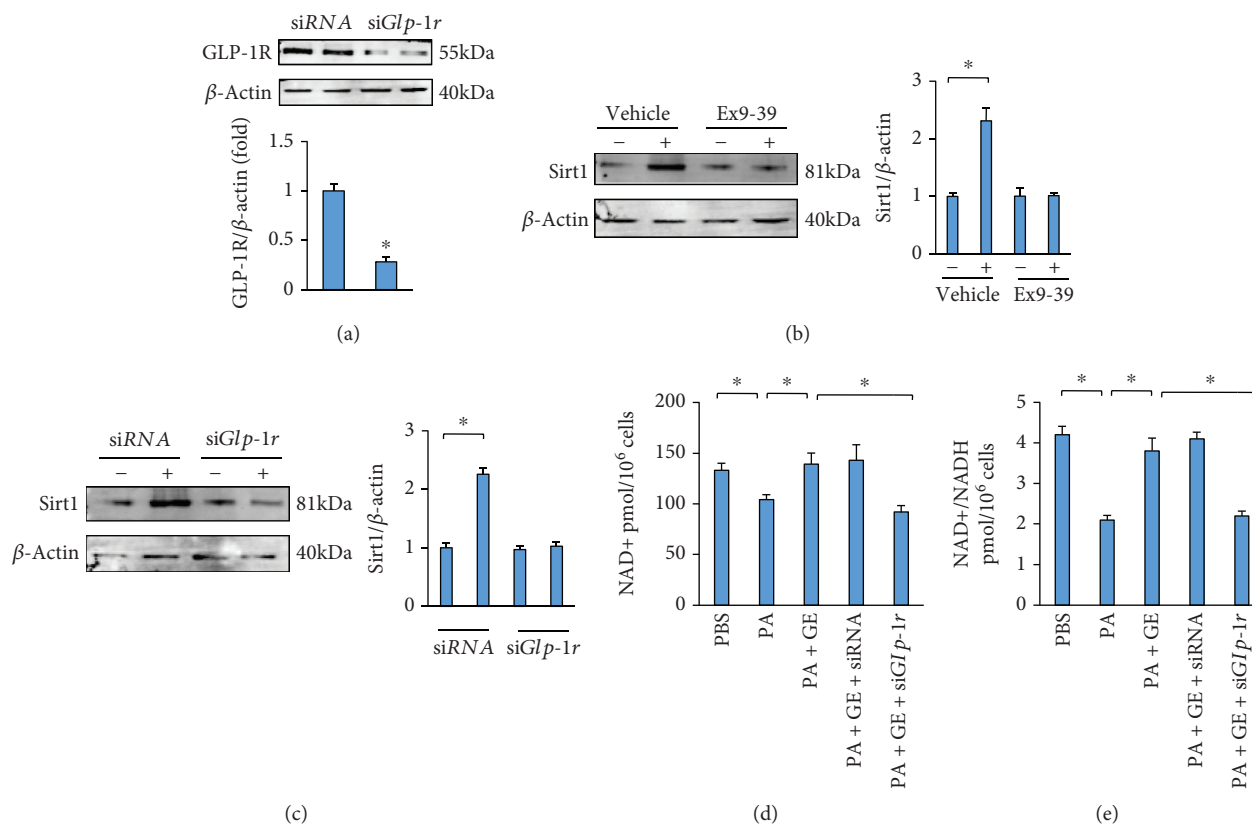 siRNA siGlp-1r
GLP-1R 55kDa
β-Actin 40kDa
GLP-1R/β-actin (fold)
1.5
1
0.5
0
*
(a)
Vehicle Ex9-39
− + − +
Sirt1 81kDa
β-Actin 40kDa
Sirt1/β-actin
3
2
1
0
*
− + − +
Vehicle Ex9-39
(b)
siRNA siGlp-1r
− + − +
Sirt1 81kDa
β-Actin 40kDa
Sirt1/β-actin
3
2
1
0
*
siRNA siGlp-1r
(c)
NAD+ pmol/10⁶ cells
200
150
100
50
0
* * *
PBS
PA
PA + GE
PA + GE + siRNA
PA + GE + siGlp-1r
(d)
NAD+/NADH
pmol/10⁶ cells
5
4
3
2
1
0
* * *
PBS
PA
PA + GE
PA + GE + siRNA
PA + GE + siGlp-1r
(e)